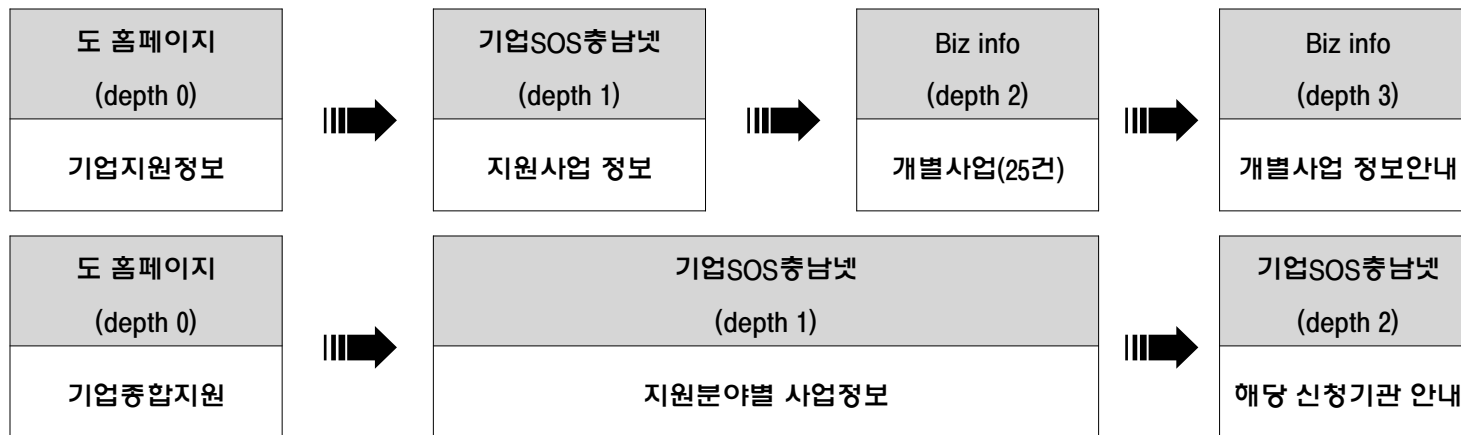 도 홈페이지
(depth 0)
기업지원정보
기업SOS충남넷
(depth 1)
지원사업 정보
Biz info
(depth 2)
개별사업(25건)
Biz info
(depth 3)
개별사업 정보안내
도 홈페이지
(depth 0)
기업종합지원
기업SOS충남넷
(depth 1)
지원분야별 사업정보
기업SOS충남넷
(depth 2)
해당 신청기관 안내